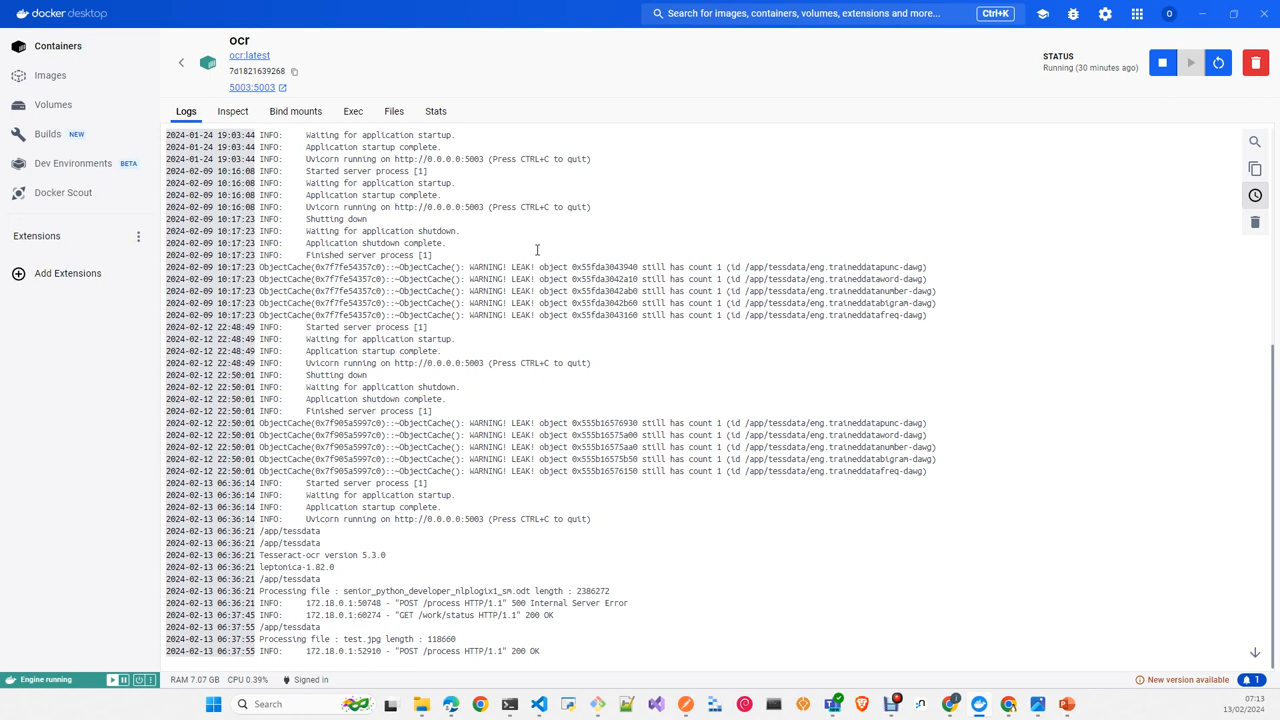 docker desktop
Search for images, containers, volumes, extensions and more...
Ctrl+K
O
Containers
Images
Volumes
Builds NEW
Dev Environments BETA
Docker Scout
Extensions
Add Extensions
ocr
ocr:latest
7d1821639268
5003:5003
STATUS
Running (30 minutes ago)
Logs Inspect Bind mounts Exec Files Stats
2024-01-24 19:03:44 INFO: Waiting for application startup.
2024-01-24 19:03:44 INFO: Application startup complete.
2024-01-24 19:03:44 INFO: Uvicorn running on http://0.0.0.0:5003 (Press CTRL+C to quit)
2024-02-09 10:16:08 INFO: Started server process [1]
2024-02-09 10:16:08 INFO: Waiting for application startup.
2024-02-09 10:16:08 INFO: Application startup complete.
2024-02-09 10:16:08 INFO: Uvicorn running on http://0.0.0.0:5003 (Press CTRL+C to quit)
2024-02-09 10:17:23 INFO: Shutting down
2024-02-09 10:17:23 INFO: Waiting for application shutdown.
2024-02-09 10:17:23 INFO: Application shutdown complete.
2024-02-09 10:17:23 INFO: Finished server process [1]
2024-02-09 10:17:23 ObjectCache(0x7f7fe54357c0)::~ObjectCache(): WARNING! LEAK! object 0x55fda3043940 still has count 1 (id /app/tessdata/eng.traineddatapunc-dawg)
2024-02-09 10:17:23 ObjectCache(0x7f7fe54357c0)::~ObjectCache(): WARNING! LEAK! object 0x55fda3042a10 still has count 1 (id /app/tessdata/eng.traineddataword-dawg)
2024-02-09 10:17:23 ObjectCache(0x7f7fe54357c0)::~ObjectCache(): WARNING! LEAK! object 0x55fda3042ab0 still has count 1 (id /app/tessdata/eng.traineddatanumber-dawg)
2024-02-09 10:17:23 ObjectCache(0x7f7fe54357c0)::~ObjectCache(): WARNING! LEAK! object 0x55fda3042b60 still has count 1 (id /app/tessdata/eng.traineddatabigram-dawg)
2024-02-09 10:17:23 ObjectCache(0x7f7fe54357c0)::~ObjectCache(): WARNING! LEAK! object 0x55fda3043160 still has count 1 (id /app/tessdata/eng.traineddatafreq-dawg)
2024-02-12 22:48:49 INFO: Started server process [1]
2024-02-12 22:48:49 INFO: Waiting for application startup.
2024-02-12 22:48:49 INFO: Application startup complete.
2024-02-12 22:48:49 INFO: Uvicorn running on http://0.0.0.0:5003 (Press CTRL+C to quit)
2024-02-12 22:50:01 INFO: Shutting down
2024-02-12 22:50:01 INFO: Waiting for application shutdown.
2024-02-12 22:50:01 INFO: Application shutdown complete.
2024-02-12 22:50:01 INFO: Finished server process [1]
2024-02-12 22:50:01 ObjectCache(0x7f905a5997c0)::~ObjectCache(): WARNING! LEAK! object 0x555b16576930 still has count 1 (id /app/tessdata/eng.traineddatapunc-dawg)
2024-02-12 22:50:01 ObjectCache(0x7f905a5997c0)::~ObjectCache(): WARNING! LEAK! object 0x555b16575a00 still has count 1 (id /app/tessdata/eng.traineddataword-dawg)
2024-02-12 22:50:01 ObjectCache(0x7f905a5997c0)::~ObjectCache(): WARNING! LEAK! object 0x555b16575aa0 still has count 1 (id /app/tessdata/eng.traineddatanumber-dawg)
2024-02-12 22:50:01 ObjectCache(0x7f905a5997c0)::~ObjectCache(): WARNING! LEAK! object 0x555b16575b50 still has count 1 (id /app/tessdata/eng.traineddatabigram-dawg)
2024-02-12 22:50:01 ObjectCache(0x7f905a5997c0)::~ObjectCache(): WARNING! LEAK! object 0x555b16576150 still has count 1 (id /app/tessdata/eng.traineddatafreq-dawg)
2024-02-13 06:36:14 INFO: Started server process [1]
2024-02-13 06:36:14 INFO: Waiting for application startup.
2024-02-13 06:36:14 INFO: Application startup complete.
2024-02-13 06:36:14 INFO: Uvicorn running on http://0.0.0.0:5003 (Press CTRL+C to quit)
2024-02-13 06:36:21 /app/tessdata
2024-02-13 06:36:21 /app/tessdata
2024-02-13 06:36:21 Tesseract-ocr version 5.3.0
2024-02-13 06:36:21 leptonica-1.82.0
2024-02-13 06:36:21 /app/tessdata
2024-02-13 06:36:21 Processing file : senior_python_developer_nlplogix1_sm.odt length : 2386272
2024-02-13 06:36:21 INFO: 172.18.0.1:50748 - "POST /process HTTP/1.1" 500 Internal Server Error
2024-02-13 06:37:45 INFO: 172.18.0.1:60274 - "GET /work/status HTTP/1.1" 200 OK
2024-02-13 06:37:55 /app/tessdata
2024-02-13 06:37:55 Processing file : test.jpg length : 118660
2024-02-13 06:37:55 INFO: 172.18.0.1:52910 - "POST /process HTTP/1.1" 200 OK
Engine running
RAM 7.07 GB CPU 0.39% Signed in
New version available
1
Search
07:13
13/02/2024